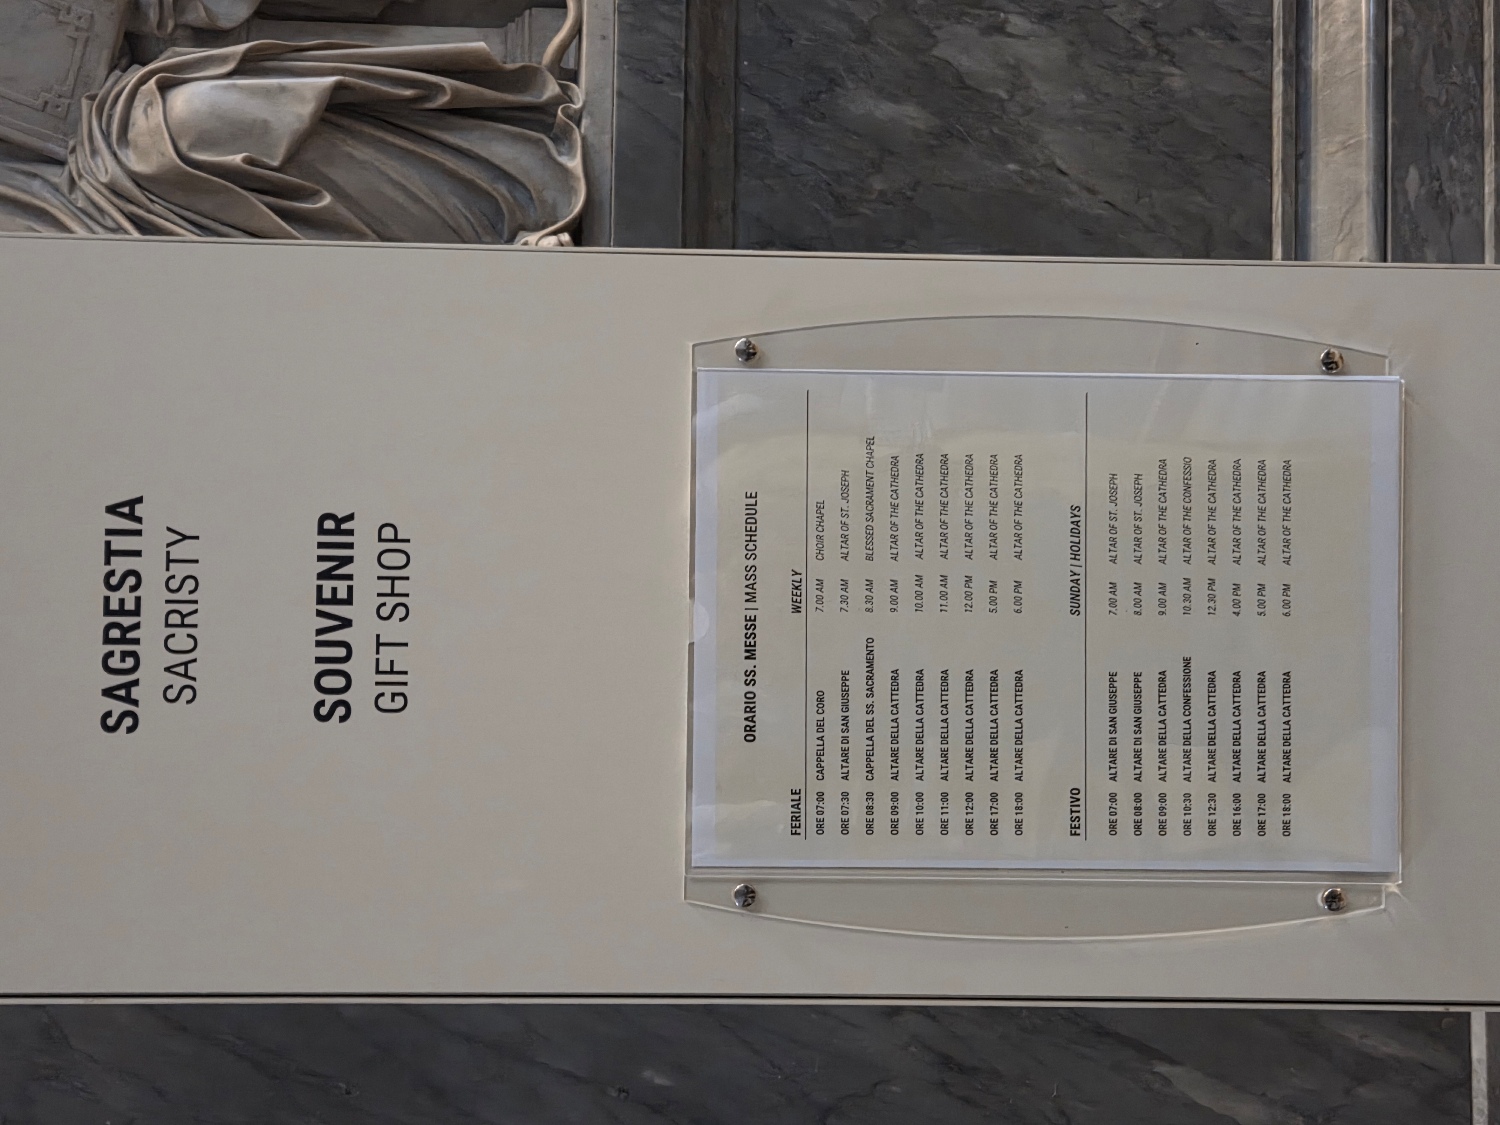 SAGRESTIA
SACRISTY
SOUVENIR
GIFT SHOP
ORARIO SS. MESSE | MASS SCHEDULE
FERIALE WEEKLY
ORE 07:00 CAPPELLA DEL CORO 7.00 AM CHOIR CHAPEL
ORE 07:30 ALTARE DI SAN GIUSEPPE 7.30 AM ALTAR OF ST. JOSEPH
ORE 08:30 CAPPELLA DEL SS. SACRAMENTO 8.30 AM BLESSED SACRAMENT CHAPEL
ORE 09:00 ALTARE DELLA CATTEDRA 9.00 AM ALTAR OF THE CATHEDRA
ORE 10:00 ALTARE DELLA CATTEDRA 10.00 AM ALTAR OF THE CATHEDRA
ORE 11:00 ALTARE DELLA CATTEDRA 11.00 AM ALTAR OF THE CATHEDRA
ORE 12:00 ALTARE DELLA CATTEDRA 12.00 PM ALTAR OF THE CATHEDRA
ORE 17:00 ALTARE DELLA CATTEDRA 5.00 PM ALTAR OF THE CATHEDRA
ORE 18:00 ALTARE DELLA CATTEDRA 6.00 PM ALTAR OF THE CATHEDRA
FESTIVO SUNDAY | HOLIDAYS
ORE 07:00 ALTARE DI SAN GIUSEPPE 7.00 AM ALTAR OF ST. JOSEPH
ORE 08:00 ALTARE DI SAN GIUSEPPE 8.00 AM ALTAR OF ST. JOSEPH
ORE 09:00 ALTARE DELLA CATTEDRA 9.00 AM ALTAR OF THE CATHEDRA
ORE 10:30 ALTARE DELLA CONFESSIONE 10.30 AM ALTAR OF THE CONFESSIO
ORE 12:30 ALTARE DELLA CATTEDRA 12.30 PM ALTAR OF THE CATHEDRA
ORE 16:00 ALTARE DELLA CATTEDRA 4.00 PM ALTAR OF THE CATHEDRA
ORE 17:00 ALTARE DELLA CATTEDRA 5.00 PM ALTAR OF THE CATHEDRA
ORE 18:00 ALTARE DELLA CATTEDRA 6.00 PM ALTAR OF THE CATHEDRA